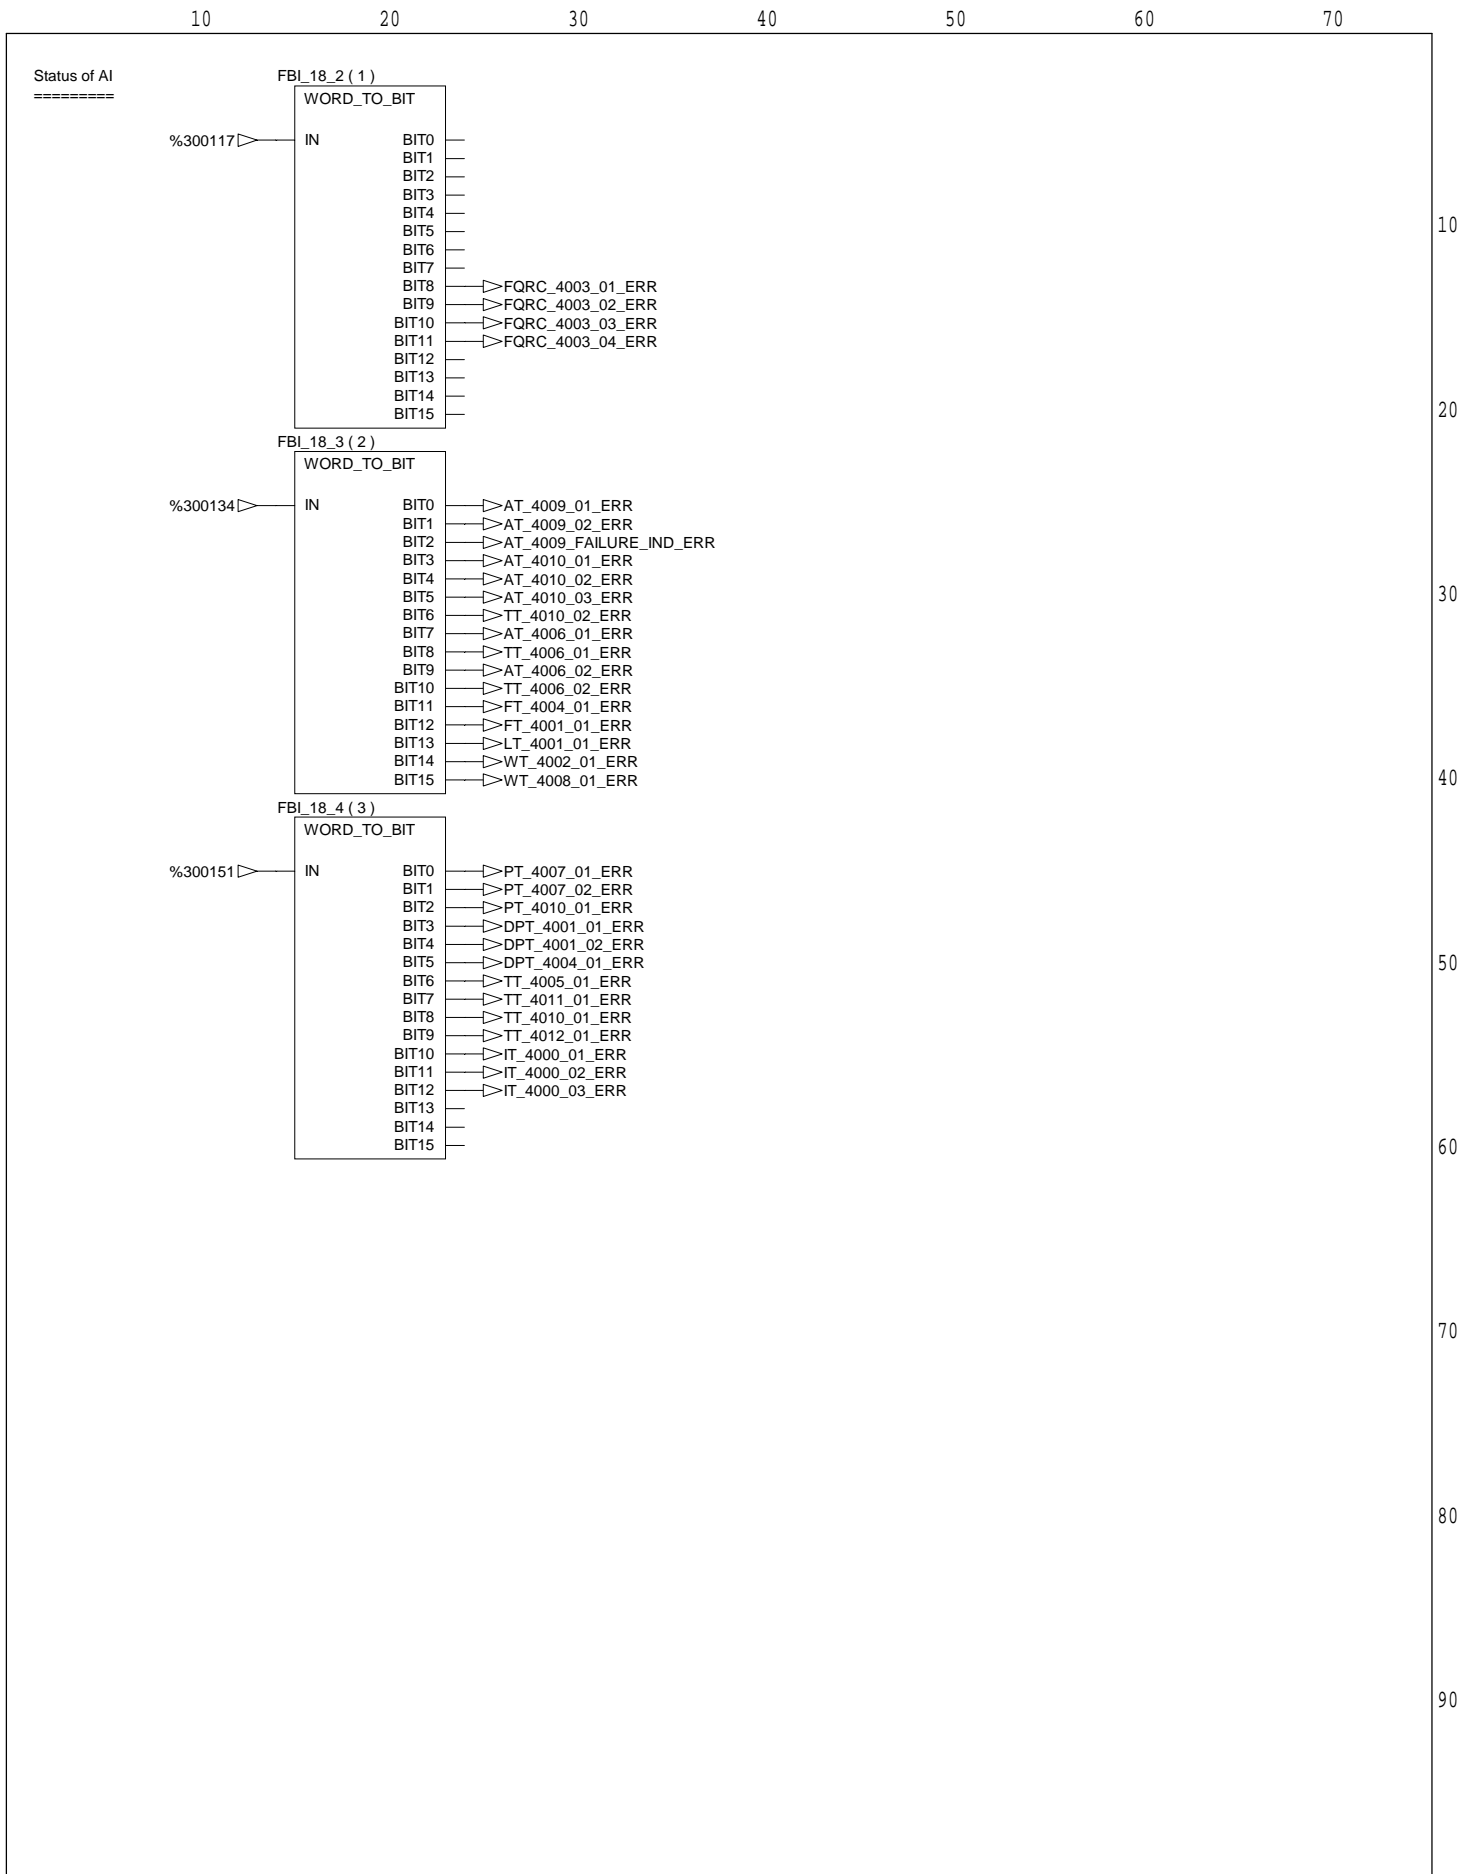 10 20 30 40 50 60 70
Status of AI
=========
FBI_18_2 ( 1 )
WORD_TO_BIT
%300117 IN BIT0
BIT1
BIT2
BIT3
BIT4
BIT5
BIT6
BIT7
BIT8 FQRC_4003_01_ERR
BIT9 FQRC_4003_02_ERR
BIT10 FQRC_4003_03_ERR
BIT11 FQRC_4003_04_ERR
BIT12
BIT13
BIT14
BIT15
FBI_18_3 ( 2 )
WORD_TO_BIT
%300134 IN BIT0 AT_4009_01_ERR
BIT1 AT_4009_02_ERR
BIT2 AT_4009_FAILURE_IND_ERR
BIT3 AT_4010_01_ERR
BIT4 AT_4010_02_ERR
BIT5 AT_4010_03_ERR
BIT6 TT_4010_02_ERR
BIT7 AT_4006_01_ERR
BIT8 TT_4006_01_ERR
BIT9 AT_4006_02_ERR
BIT10 TT_4006_02_ERR
BIT11 FT_4004_01_ERR
BIT12 FT_4001_01_ERR
BIT13 LT_4001_01_ERR
BIT14 WT_4002_01_ERR
BIT15 WT_4008_01_ERR
FBI_18_4 ( 3 )
WORD_TO_BIT
%300151 IN BIT0 PT_4007_01_ERR
BIT1 PT_4007_02_ERR
BIT2 PT_4010_01_ERR
BIT3 DPT_4001_01_ERR
BIT4 DPT_4001_02_ERR
BIT5 DPT_4004_01_ERR
BIT6 TT_4005_01_ERR
BIT7 TT_4011_01_ERR
BIT8 TT_4010_01_ERR
BIT9 TT_4012_01_ERR
BIT10 IT_4000_01_ERR
BIT11 IT_4000_02_ERR
BIT12 IT_4000_03_ERR
BIT13
BIT14
BIT15
10
20
30
40
50
60
70
80
90